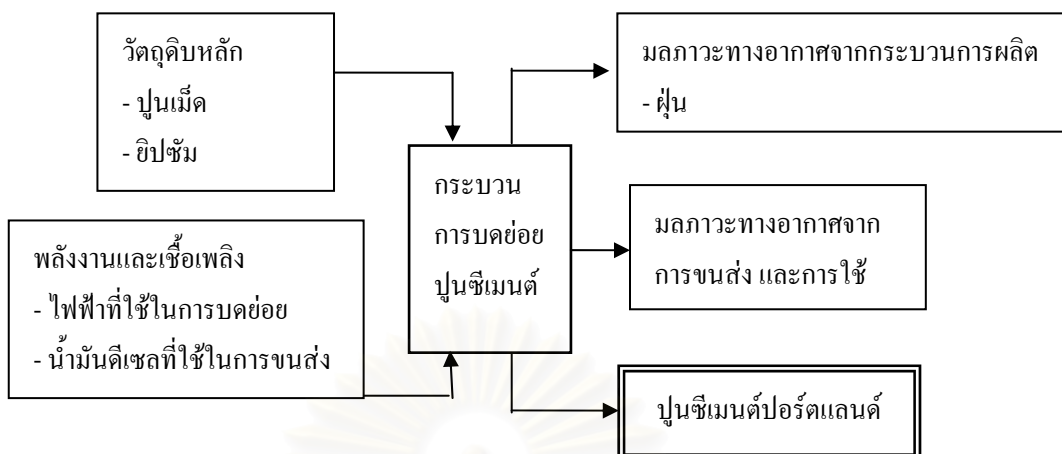 วัตถุดิบหลัก
- ปูนเม็ด
- ยิปซัม
พลังงานและเชื้อเพลิง
- ไฟฟ้าที่ใช้ในการบดย่อย
- น้ำมันดีเซลที่ใช้ในการขนส่ง
กระบวน
การบดย่อย
ปูนซีเมนต์
มลภาวะทางอากาศจากกระบวนการผลิต
- ฝุ่น
มลภาวะทางอากาศจาก
การขนส่ง และการใช้
ปูนซีเมนต์ปอร์ตแลนด์